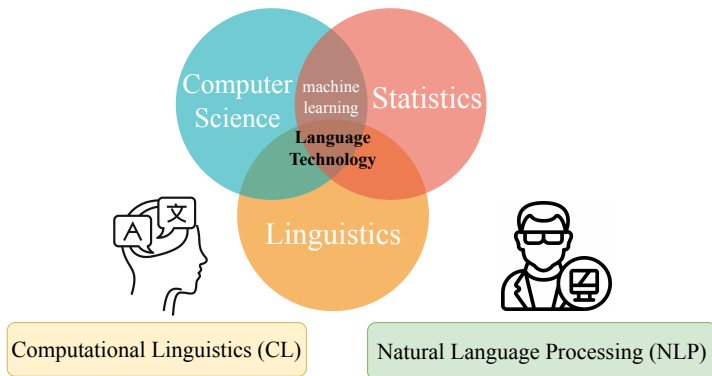 Computer
Science
machine
learning
Statistics
Language
Technology
Linguistics
A 文
Computational Linguistics (CL)
Natural Language Processing (NLP)